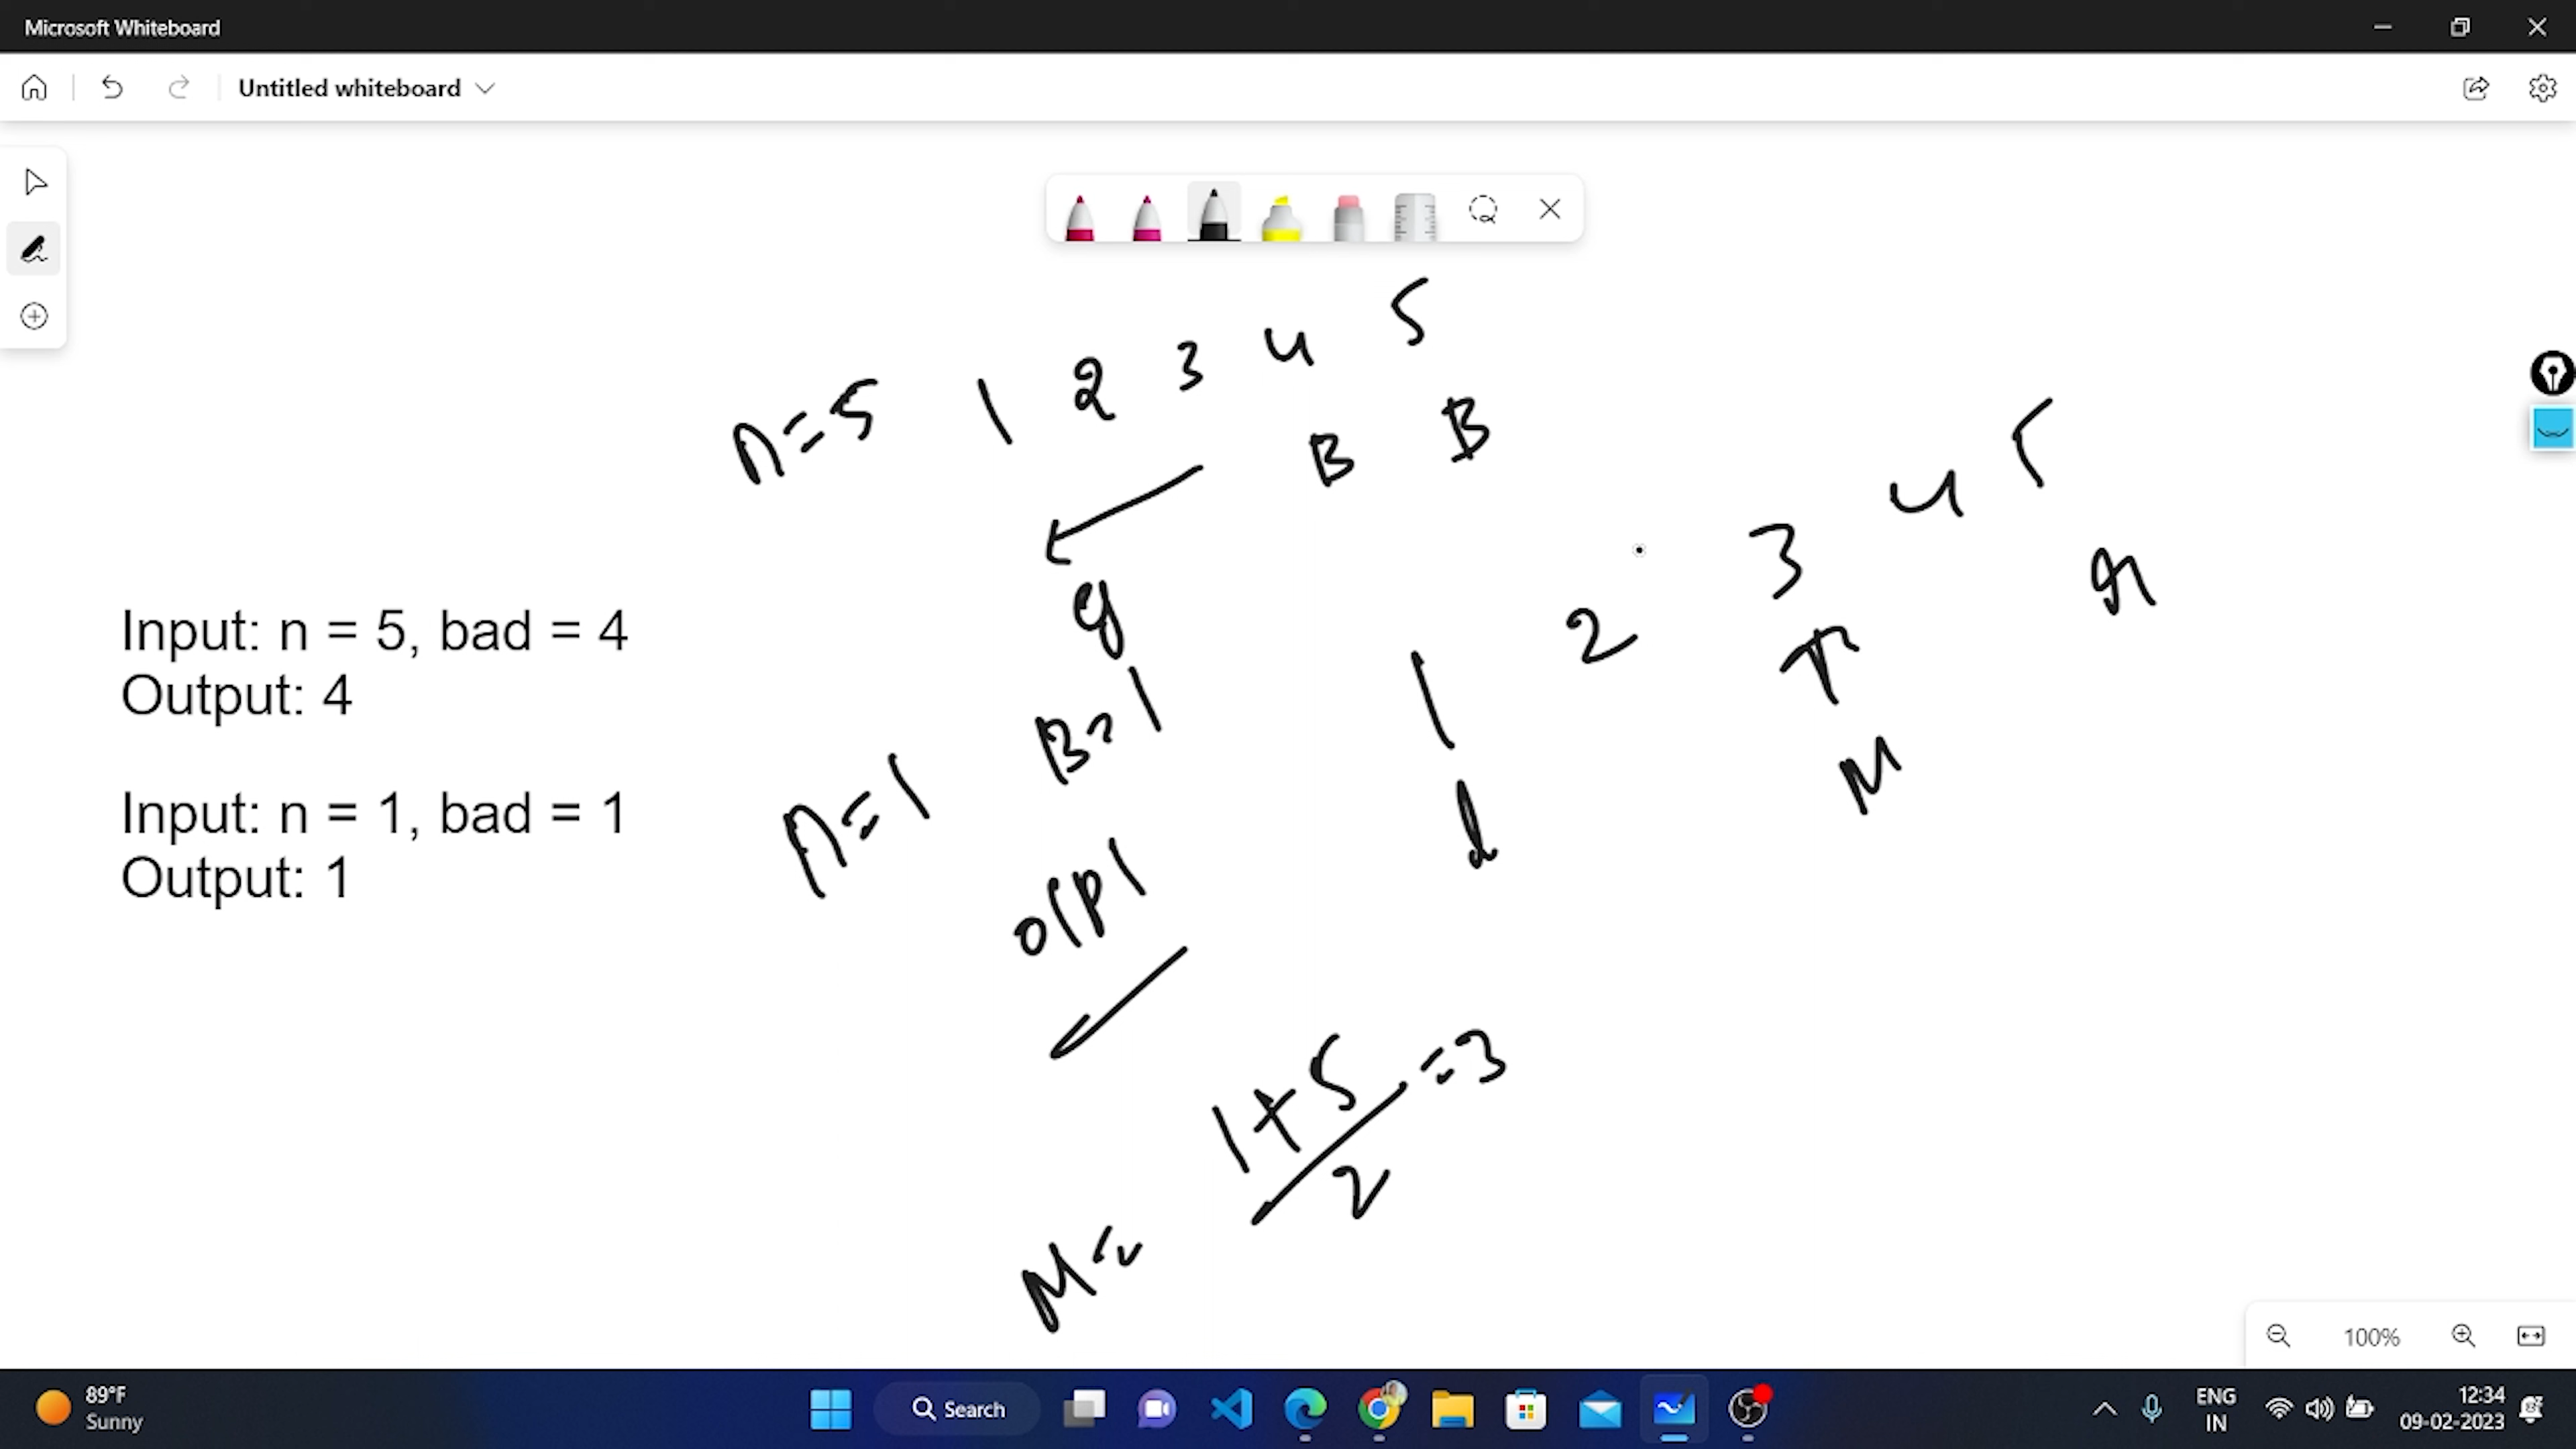 Microsoft Whiteboard
Untitled whiteboard
n=5 1 2 3 4 5
B B
1 2 3 4 5
Input: n = 5, bad = 4
Output: 4
Input: n = 1, bad = 1
Output: 1
n=1 B=1
M
o/p 1
M= 1+5 =3
2
100%
89°F
Sunny
Search
ENG
IN
12:34
09-02-2023